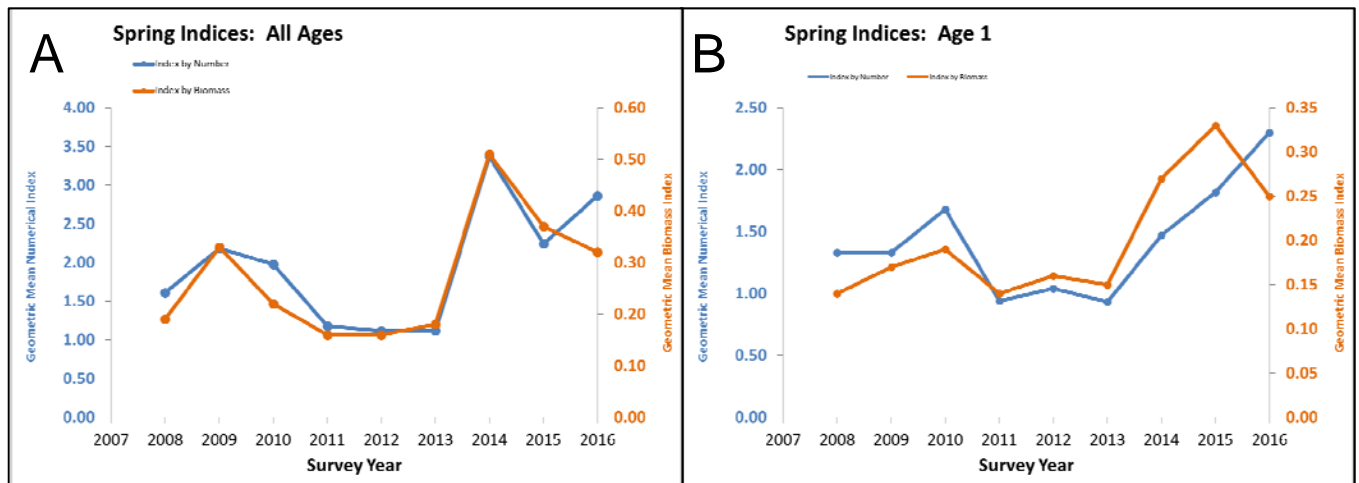 A
Spring Indices: All Ages
Index by Number
Index by Biomass
4.00
3.50
3.00
2.50
2.00
1.50
1.00
0.50
0.00
Geometric Mean Numerical Index
0.60
0.50
0.40
0.30
0.20
0.10
0.00
Geometric Mean Biomass Index
2007 2008 2009 2010 2011 2012 2013 2014 2015 2016
Survey Year
B
Spring Indices: Age 1
Index by Number Index by Biomass
2.50
2.00
1.50
1.00
0.50
0.00
Geometric Mean Numerical Index
0.35
0.30
0.25
0.20
0.15
0.10
0.05
0.00
Geometric Mean Biomass Index
2007 2008 2009 2010 2011 2012 2013 2014 2015 2016
Survey Year